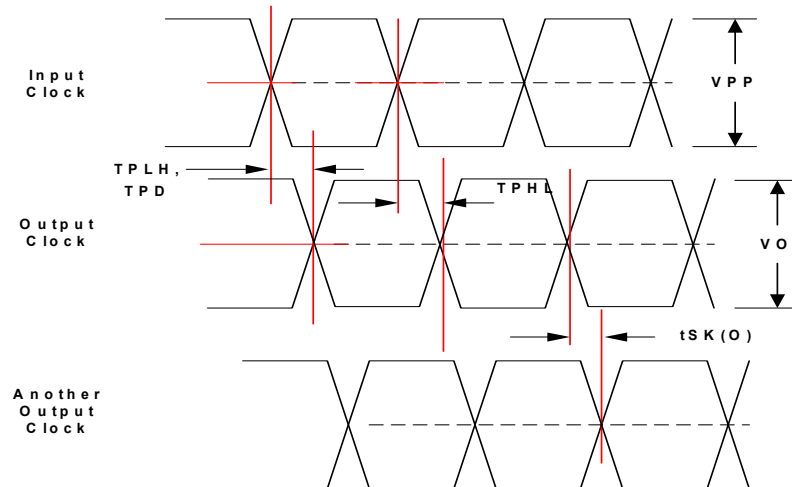 Input
Clock
VPP
TPLH,
TPD
TPHL
Output
Clock
VO
tSK(O)
Another
Output
Clock